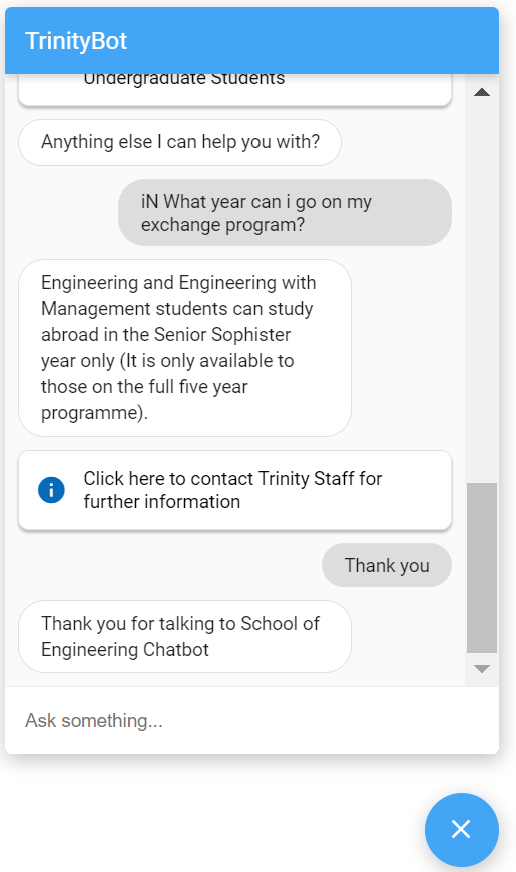 TrinityBot
Undergraduate Students
Anything else I can help you with?
iN What year can i go on my
exchange program?
Engineering and Engineering with
Management students can study
abroad in the Senior Sophister
year only (It is only available to
those on the full five year
programme).
Click here to contact Trinity Staff for
further information
Thank you
Thank you for talking to School of
Engineering Chatbot
Ask something...